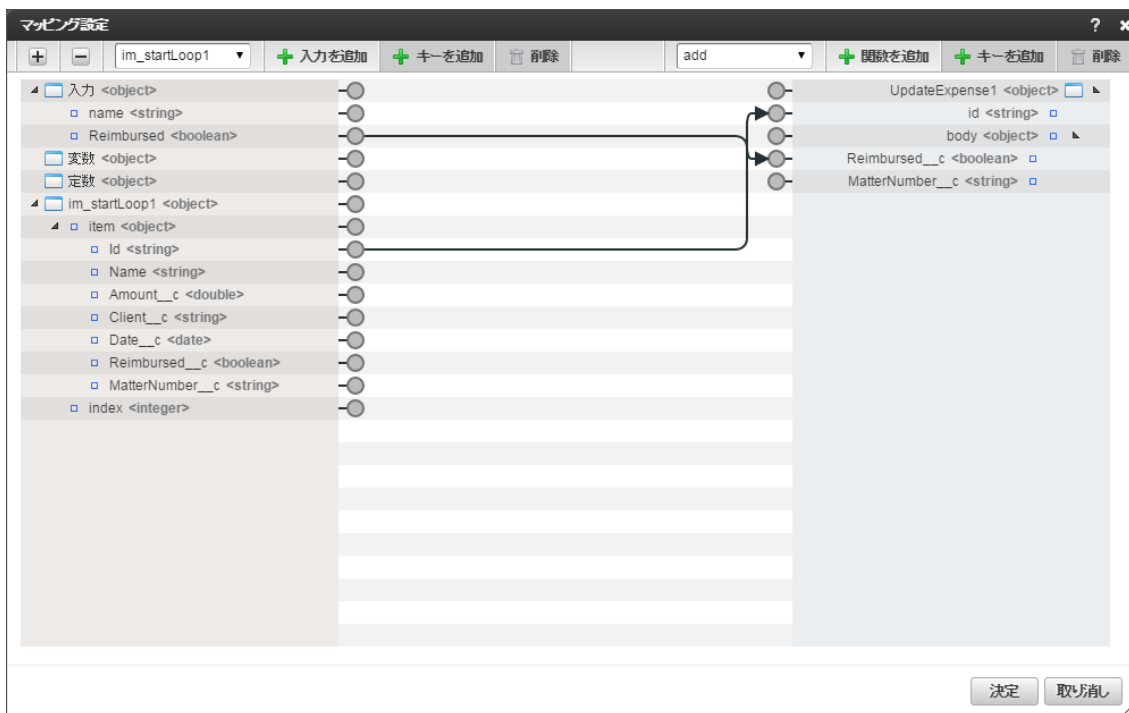 マッピング設定 ? ×
+ − im_startLoop1 ▼ 入力を追加 キーを追加 削除 add ▼ 関数を追加 キーを追加 削除
入力 <object> UpdateExpense1 <object>
name <string> id <string>
Reimbursed <boolean> body <object>
変数 <object> Reimbursed__c <boolean>
定数 <object> MatterNumber__c <string>
im_startLoop1 <object>
item <object>
Id <string>
Name <string>
Amount__c <double>
Client__c <string>
Date__c <date>
Reimbursed__c <boolean>
MatterNumber__c <string>
index <integer>
決定 取り消し